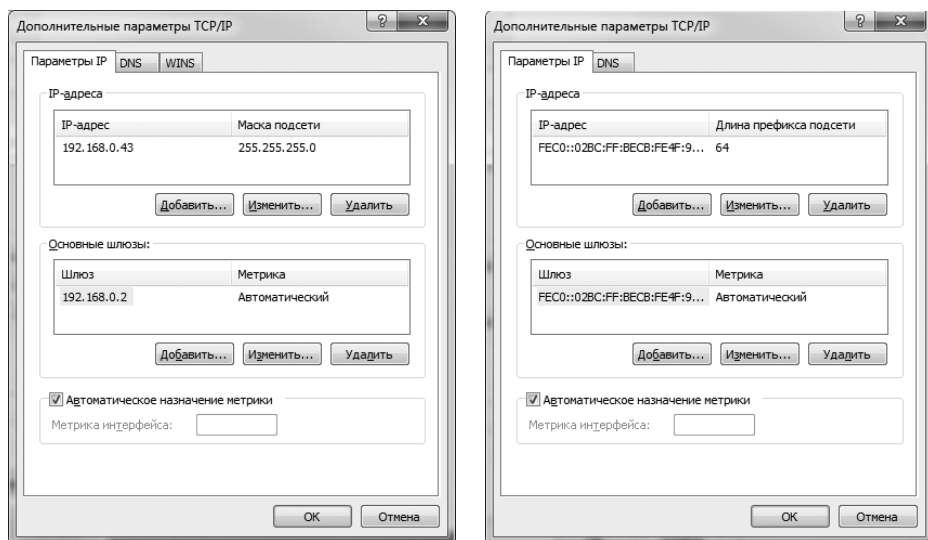 Дополнительные параметры TCP/IP
Параметры IP DNS WINS
IP-адреса
IP-адрес Маска подсети
192.168.0.43 255.255.255.0
Добавить... Изменить... Удалить
Основные шлюзы:
Шлюз Метрика
192.168.0.2 Автоматический
Добавить... Изменить... Удалить
Автоматическое назначение метрики
Метрика интерфейса:
OK Отмена
Дополнительные параметры TCP/IP
Параметры IP DNS
IP-адреса
IP-адрес Длина префикса подсети
FEC0::02BC:FF:BECB:FE4F:9... 64
Добавить... Изменить... Удалить
Основные шлюзы:
Шлюз Метрика
FEC0::02BC:FF:BECB:FE4F:9... Автоматический
Добавить... Изменить... Удалить
Автоматическое назначение метрики
Метрика интерфейса:
OK Отмена